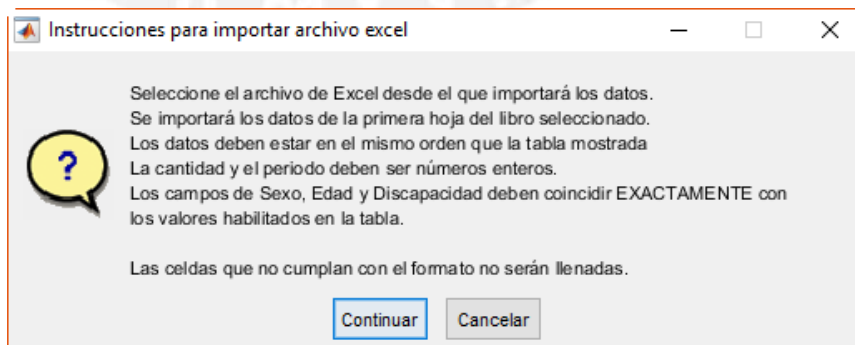 Instrucciones para importar archivo excel
Seleccione el archivo de Excel desde el que importará los datos.
Se importará los datos de la primera hoja del libro seleccionado.
Los datos deben estar en el mismo orden que la tabla mostrada
La cantidad y el periodo deben ser números enteros.
Los campos de Sexo, Edad y Discapacidad deben coincidir EXACTAMENTE con
los valores habilitados en la tabla.
Las celdas que no cumplan con el formato no serán llenadas.
Continuar Cancelar